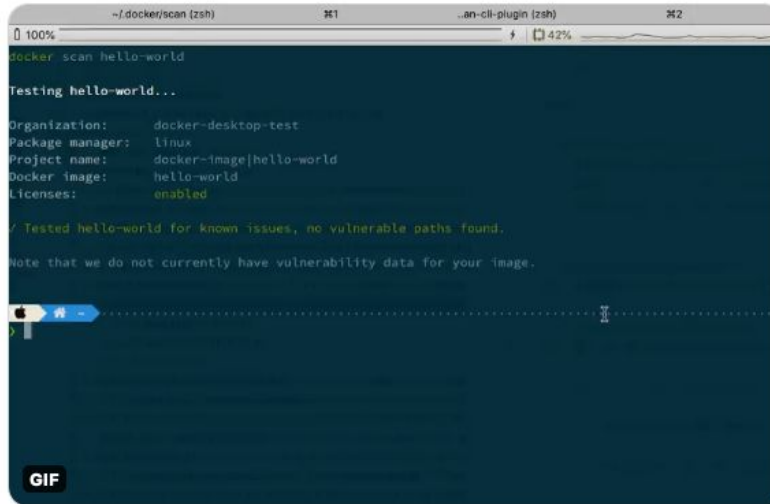 ~/.docker/scan (zsh) ⌘1 ..an-cli-plugin (zsh) ⌘2
100% 42%
docker scan hello-world
Testing hello-world...
Organization: docker-desktop-test
Package manager: linux
Project name: docker-image|hello-world
Docker image: hello-world
Licenses: enabled
/ Tested hello-world for known issues, no vulnerable paths found.
Note that we do not currently have vulnerability data for your image.
~
❯
GIF